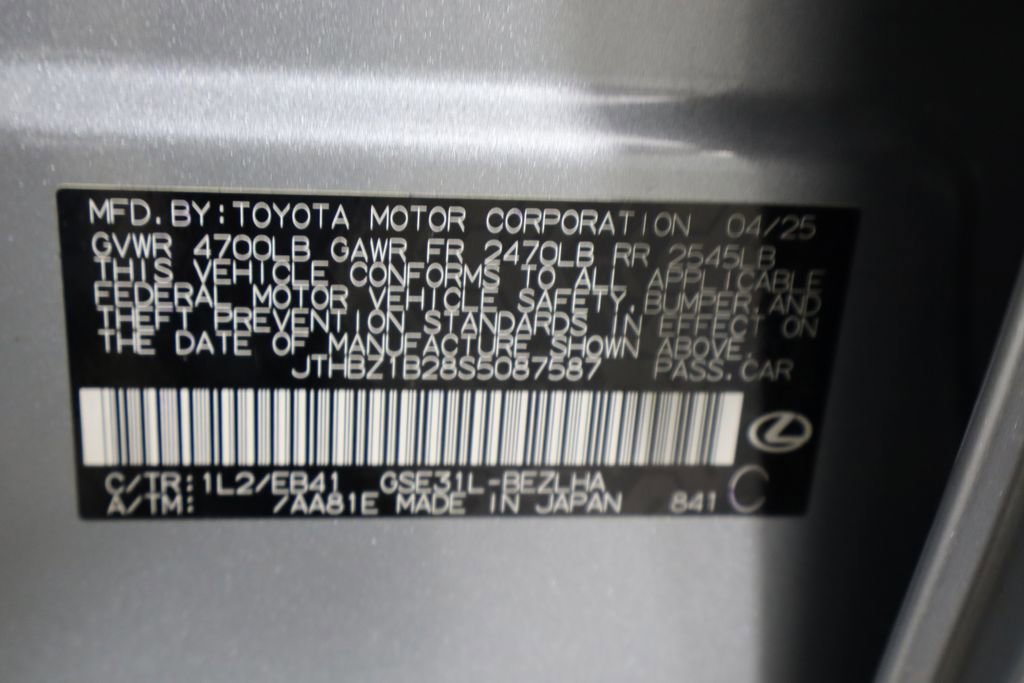 MFD. BY: TOYOTA MOTOR CORPORATION 04/25
GVWR 4700LB GAWR FR 2470LB RR 2545LB
THIS VEHICLE CONFORMS TO ALL APPLICABLE
FEDERAL MOTOR VEHICLE SAFETY, BUMPER, AND
THEFT PREVENTION STANDARDS IN EFFECT ON
THE DATE OF MANUFACTURE SHOWN ABOVE.
JTHBZ1B28S5087587 PASS. CAR
C/TR: 1L2/EB41 GSE31L-BEZLHA
A/TM: /AA81E MADE IN JAPAN 841 C